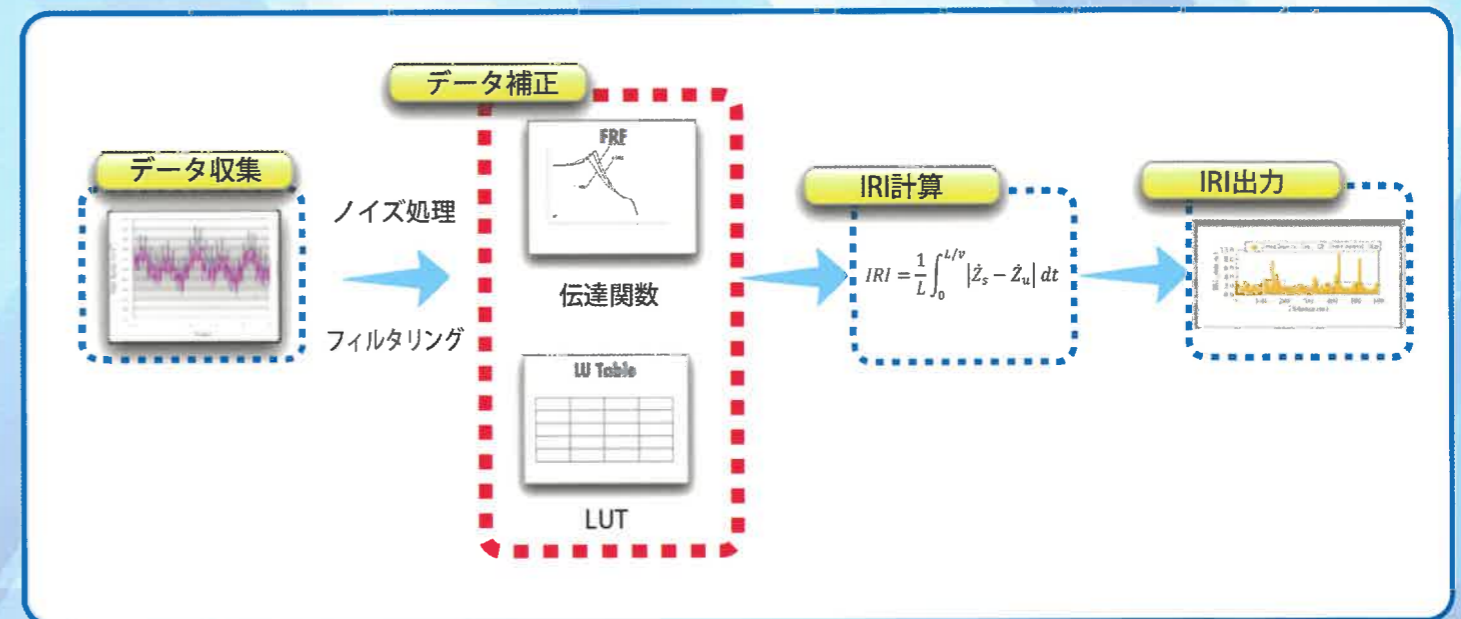 データ収集
ノイズ処理
フィルタリング
データ補正
FRF
伝達関数
LU Table
LUT
IRI計算
IRI = \frac{1}{L} \int_0^{L/v} |\dot{Z}_s - \dot{Z}_u| dt
IRI出力